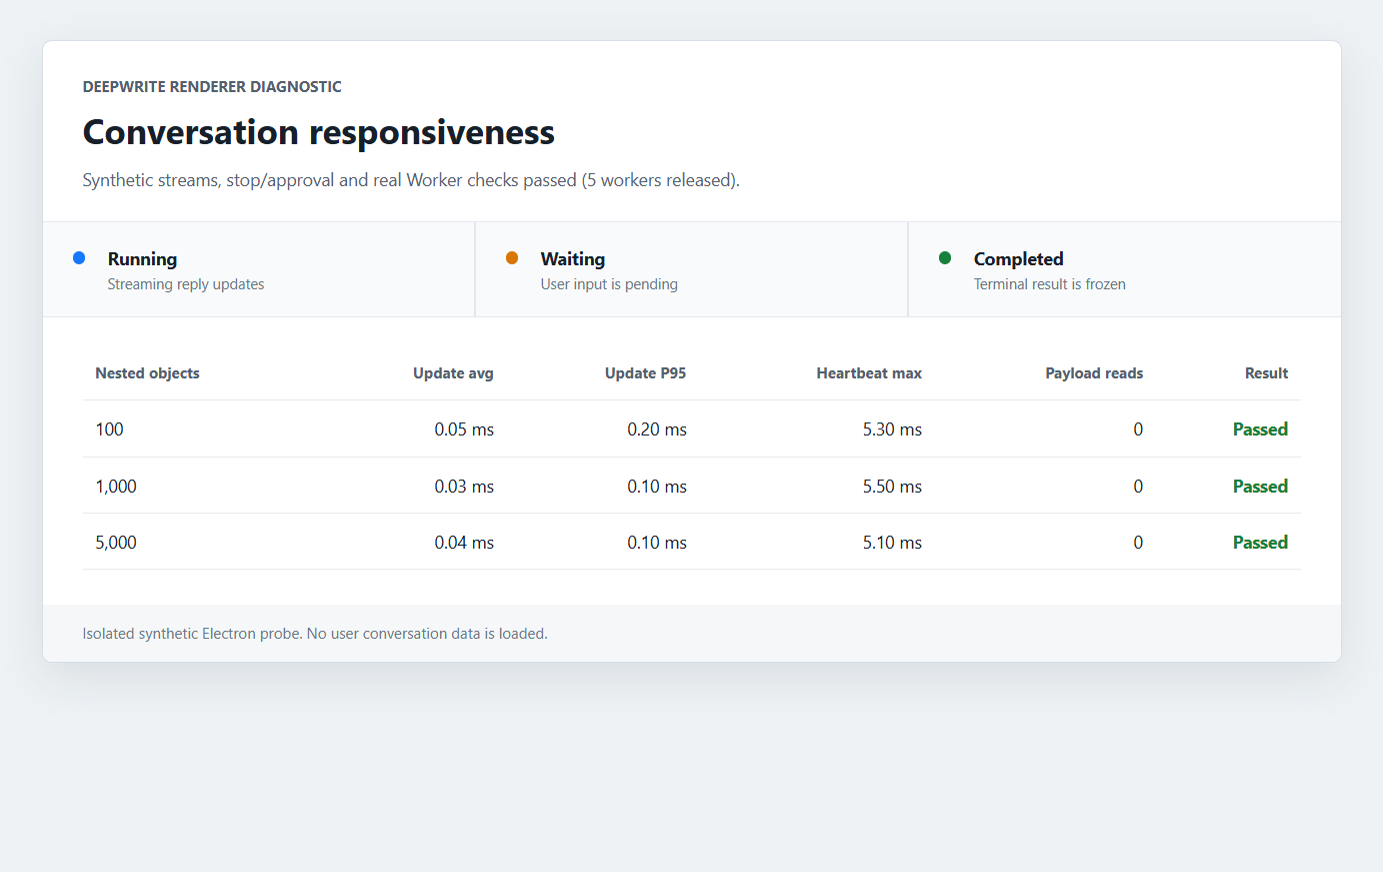 DEEPWRITE RENDERER DIAGNOSTIC
Conversation responsiveness
Synthetic streams, stop/approval and real Worker checks passed (5 workers released).
Running
Streaming reply updates
Waiting
User input is pending
Completed
Terminal result is frozen
Nested objects Update avg Update P95 Heartbeat max Payload reads Result
100 0.05 ms 0.20 ms 5.30 ms 0 Passed
1,000 0.03 ms 0.10 ms 5.50 ms 0 Passed
5,000 0.04 ms 0.10 ms 5.10 ms 0 Passed
Isolated synthetic Electron probe. No user conversation data is loaded.